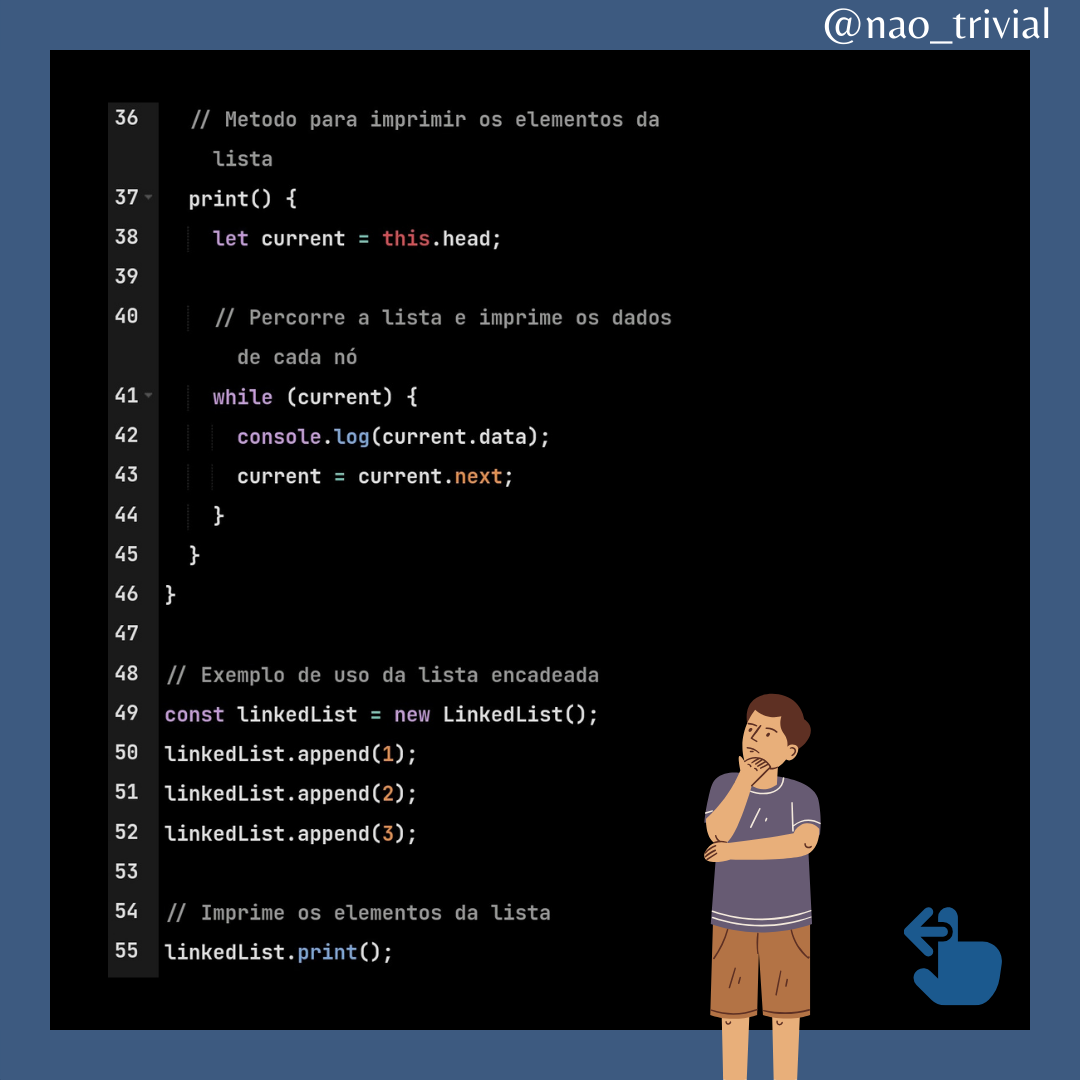 @nao_trivial
36 // Metodo para imprimir os elementos da
lista
37 print() {
38 let current = this.head;
39
40 // Percorre a lista e imprime os dados
de cada nó
41 while (current) {
42 console.log(current.data);
43 current = current.next;
44 }
45 }
46 }
47
48 // Exemplo de uso da lista encadeada
49 const linkedList = new LinkedList();
50 linkedList.append(1);
51 linkedList.append(2);
52 linkedList.append(3);
53
54 // Imprime os elementos da lista
55 linkedList.print();